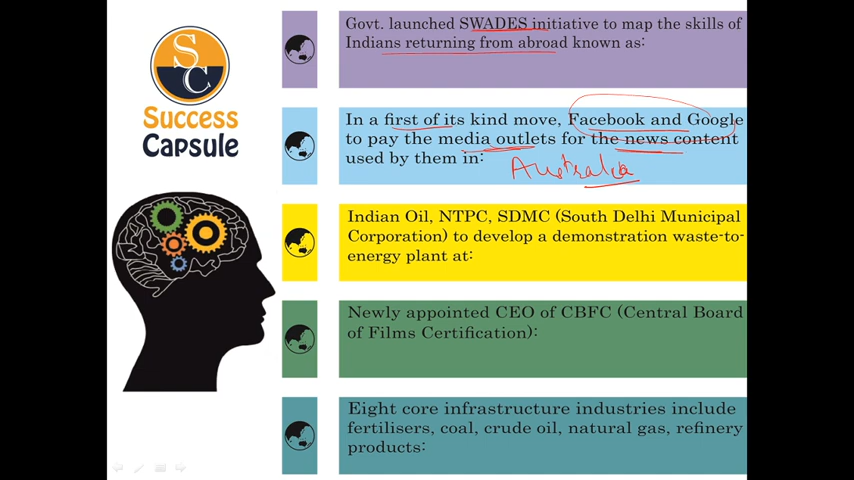 S
C
Success
Capsule
Govt. launched SWADES initiative to map the skills of
Indians returning from abroad known as:
In a first of its kind move, Facebook and Google
to pay the media outlets for the news content
used by them in:
Australia
Indian Oil, NTPC, SDMC (South Delhi Municipal
Corporation) to develop a demonstration waste-to-
energy plant at:
Newly appointed CEO of CBFC (Central Board
of Films Certification):
Eight core infrastructure industries include
fertilisers, coal, crude oil, natural gas, refinery
products: